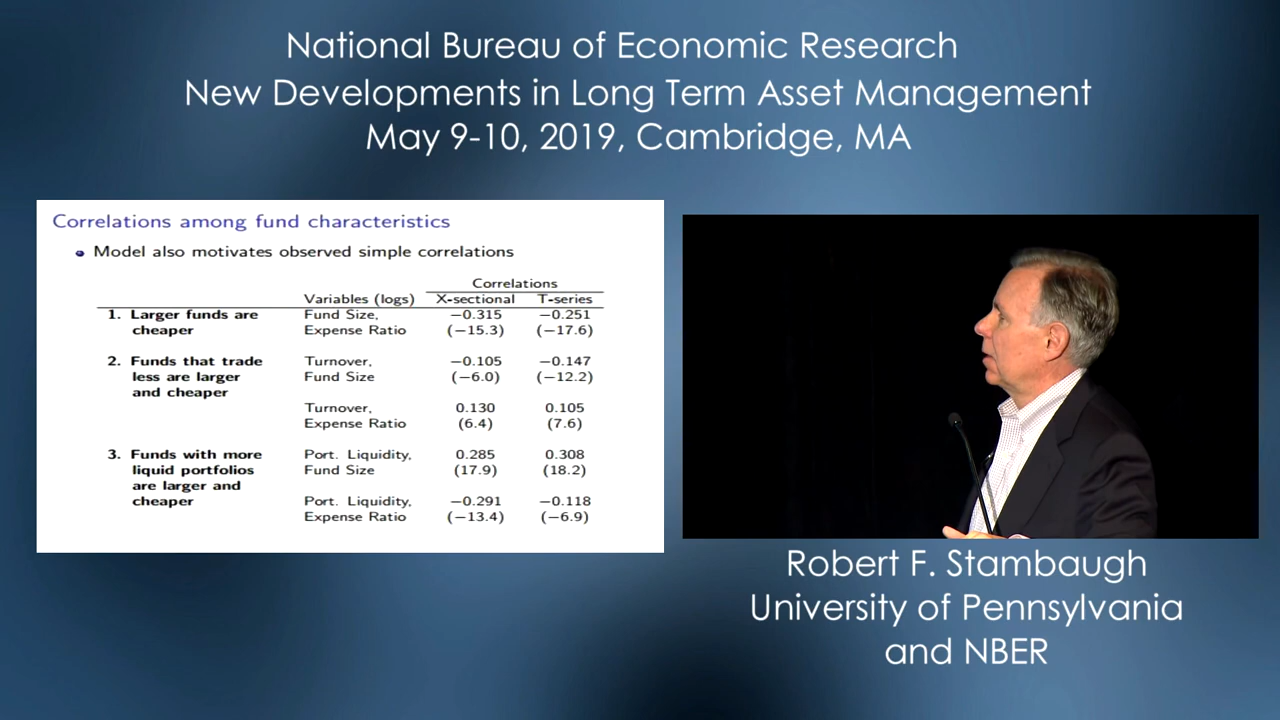 National Bureau of Economic Research
New Developments in Long Term Asset Management
May 9-10, 2019, Cambridge, MA
Correlations among fund characteristics
Model also motivates observed simple correlations
Correlations
Variables (logs) X-sectional T-series
1. Larger funds are Fund Size, −0.315 −0.251
cheaper Expense Ratio (−15.3) (−17.6)
2. Funds that trade Turnover, −0.105 −0.147
less are larger Fund Size (−6.0) (−12.2)
and cheaper
Turnover, 0.130 0.105
Expense Ratio (6.4) (7.6)
3. Funds with more Port. Liquidity, 0.285 0.308
liquid portfolios Fund Size (17.9) (18.2)
are larger and
cheaper Port. Liquidity, −0.291 −0.118
Expense Ratio (−13.4) (−6.9)
Robert F. Stambaugh
University of Pennsylvania
and NBER